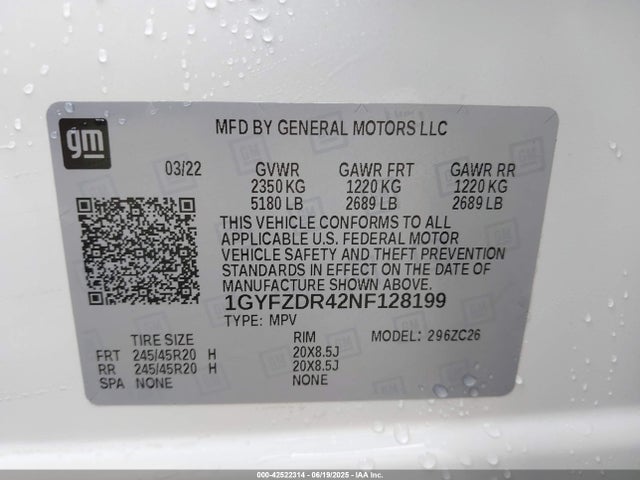 gm
MFD BY GENERAL MOTORS LLC
03/22 GVWR GAWR FRT GAWR RR
2350 KG 1220 KG 1220 KG
5180 LB 2689 LB 2689 LB
THIS VEHICLE CONFORMS TO ALL
APPLICABLE U.S. FEDERAL MOTOR
VEHICLE SAFETY AND THEFT PREVENTION
STANDARDS IN EFFECT ON THE DATE OF
MANUFACTURE SHOWN ABOVE.
1GYFZDR42NF128199
TYPE: MPV
TIRE SIZE RIM MODEL: 296ZC26
FRT 245/45R20 H 20X8.5J
RR 245/45R20 H 20X8.5J
SPA NONE NONE
000-42522314 - 06/19/2025 - IAA Inc.